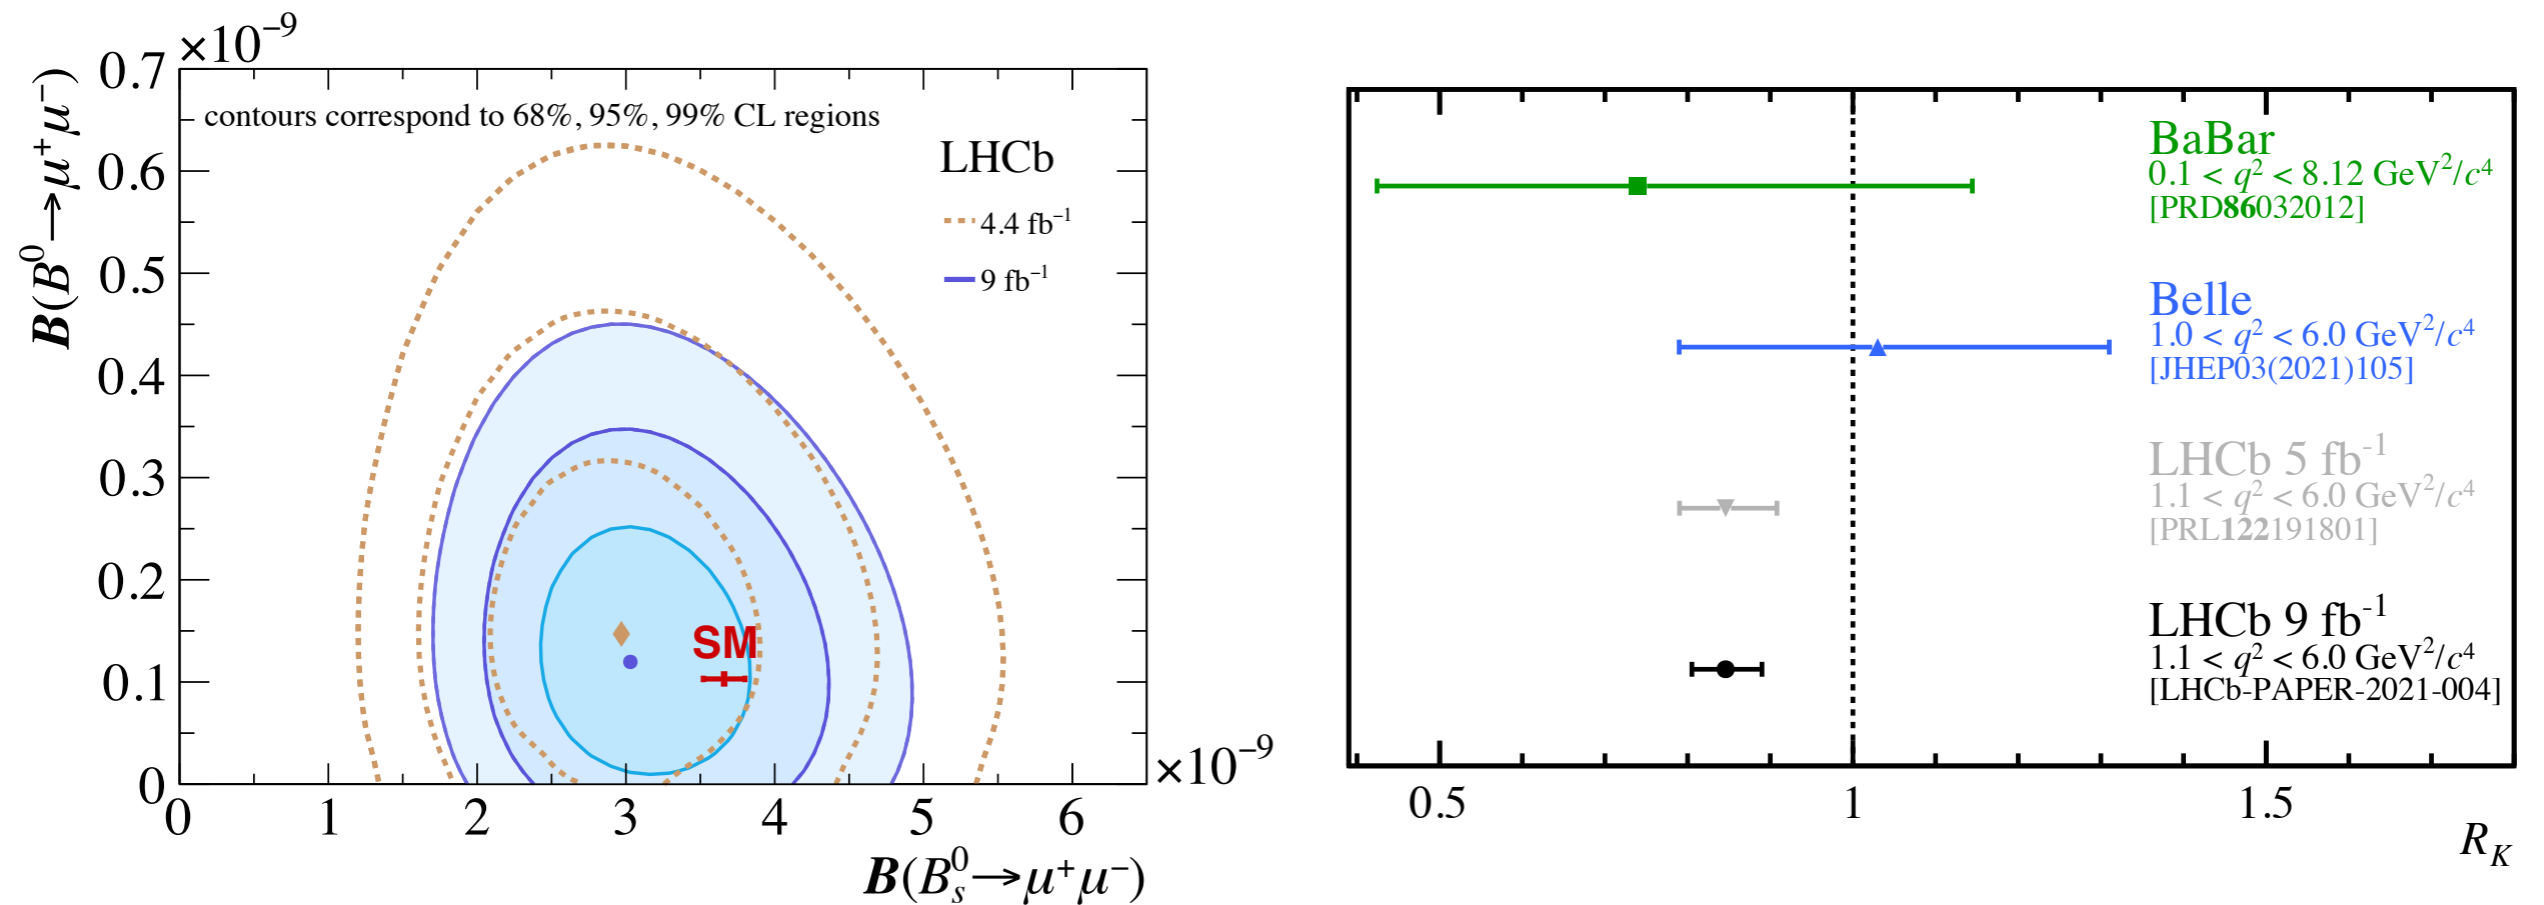 ×10⁻⁹
contours correspond to 68%, 95%, 99% CL regions
LHCb
4.4 fb⁻¹
9 fb⁻¹
SM
B(B⁰→μ⁺μ⁻)
0.7
0.6
0.5
0.4
0.3
0.2
0.1
0
0 1 2 3 4 5 6
×10⁻⁹
B(B⁰ₛ→μ⁺μ⁻)
BaBar
0.1 < q² < 8.12 GeV²/c⁴
[PRD86032012]
Belle
1.0 < q² < 6.0 GeV²/c⁴
[JHEP03(2021)105]
LHCb 5 fb⁻¹
1.1 < q² < 6.0 GeV²/c⁴
[PRL122191801]
LHCb 9 fb⁻¹
1.1 < q² < 6.0 GeV²/c⁴
[LHCb-PAPER-2021-004]
0.5 1 1.5
R_K